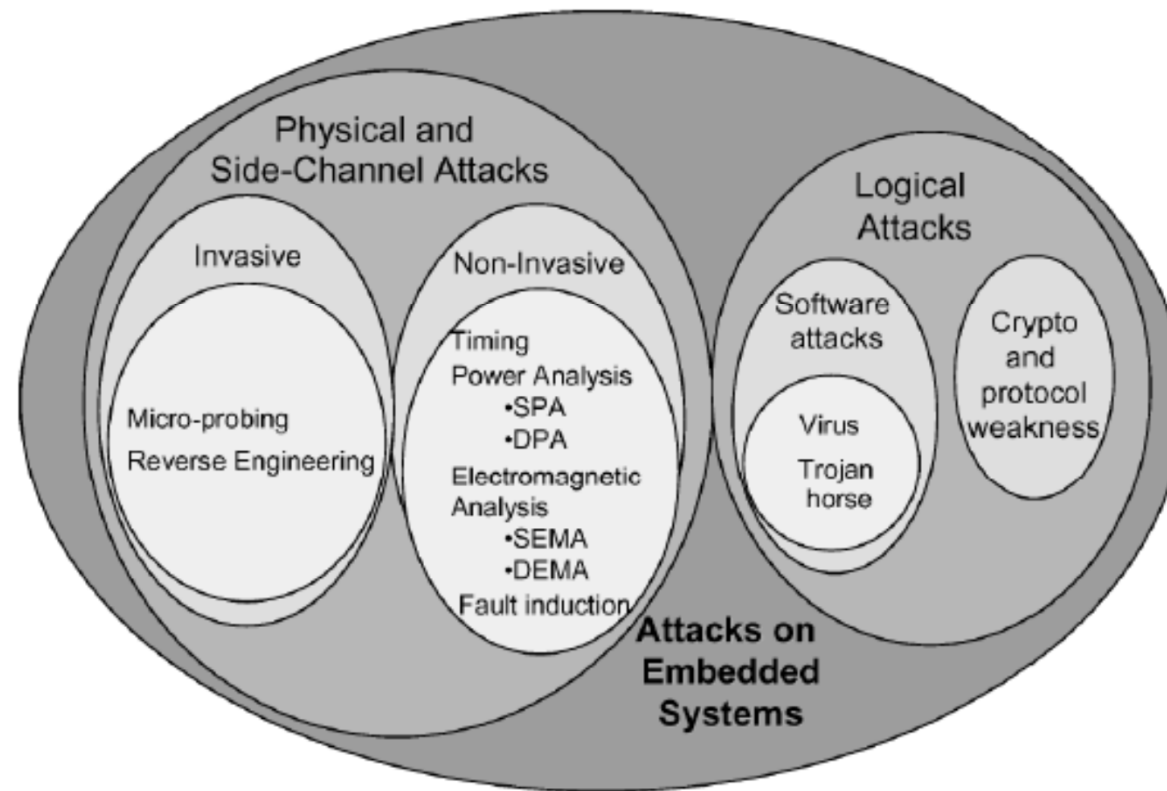 Physical and
Side-Channel Attacks
Invasive
Micro-probing
Reverse Engineering
Non-Invasive
Timing
Power Analysis
•SPA
•DPA
Electromagnetic
Analysis
•SEMA
•DEMA
Fault induction
Logical
Attacks
Software
attacks
Virus
Trojan
horse
Crypto
and
protocol
weakness
Attacks on
Embedded
Systems